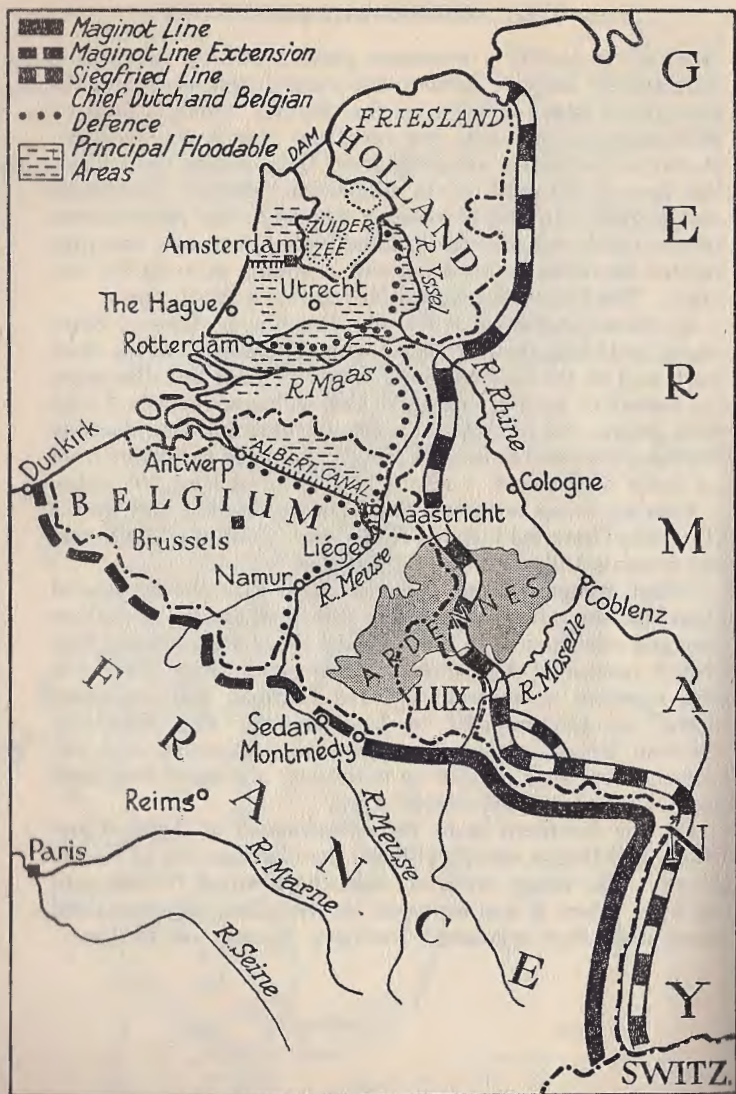 Maginot Line
Maginot Line Extension
Siegfried Line
Chief Dutch and Belgian
Defence
Principal Floodable
Areas
GERMANY
FRIESLAND
DAM
HOLLAND
ZUIDER
ZEE
R. Yssel
Amsterdam
Utrecht
The Hague
Rotterdam
R. Maas
R. Rhine
Dunkirk
Antwerp
ALBERT-CANAL
Cologne
BELGIUM
Maastricht
Brussels
Liége
R. Meuse
Namur
ARDENNES
Coblenz
R. Moselle
LUX.
FRANCE
Sedan
Montmédy
Reims
R. Meuse
Paris
R. Marne
R. Seine
SWITZ.